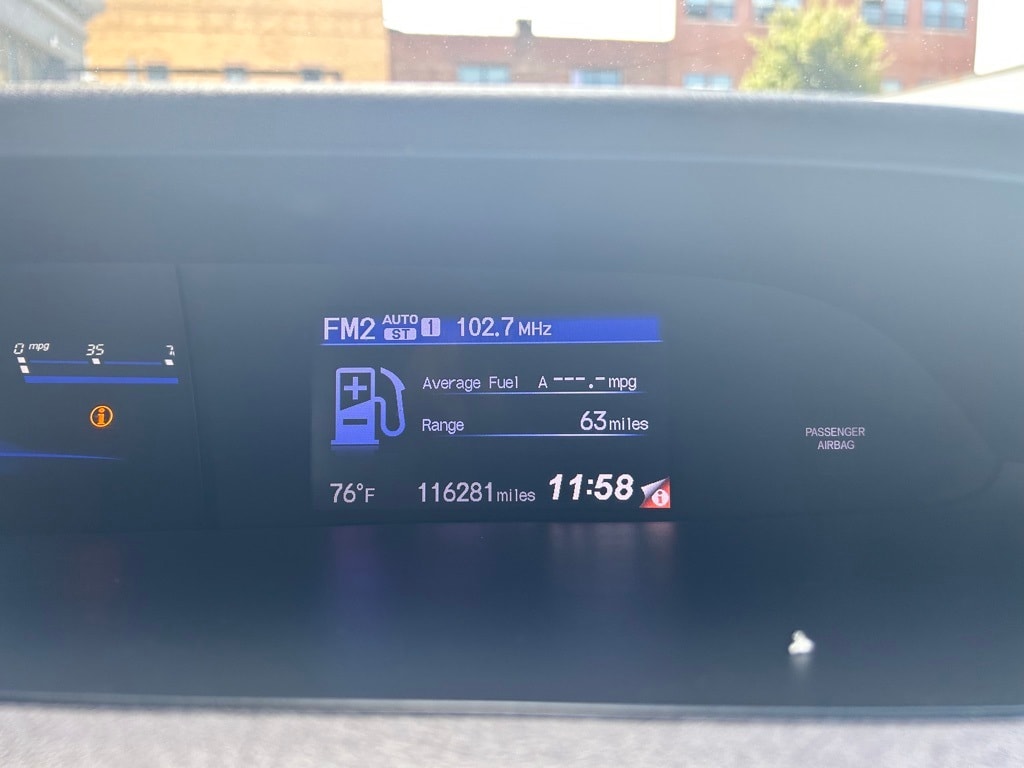 FM2 AUTO ST 1 102.7 MHz
0 mpg 35
Average Fuel A ---.- mpg
Range 63 miles
PASSENGER
AIRBAG
76°F 116281 miles 11:58